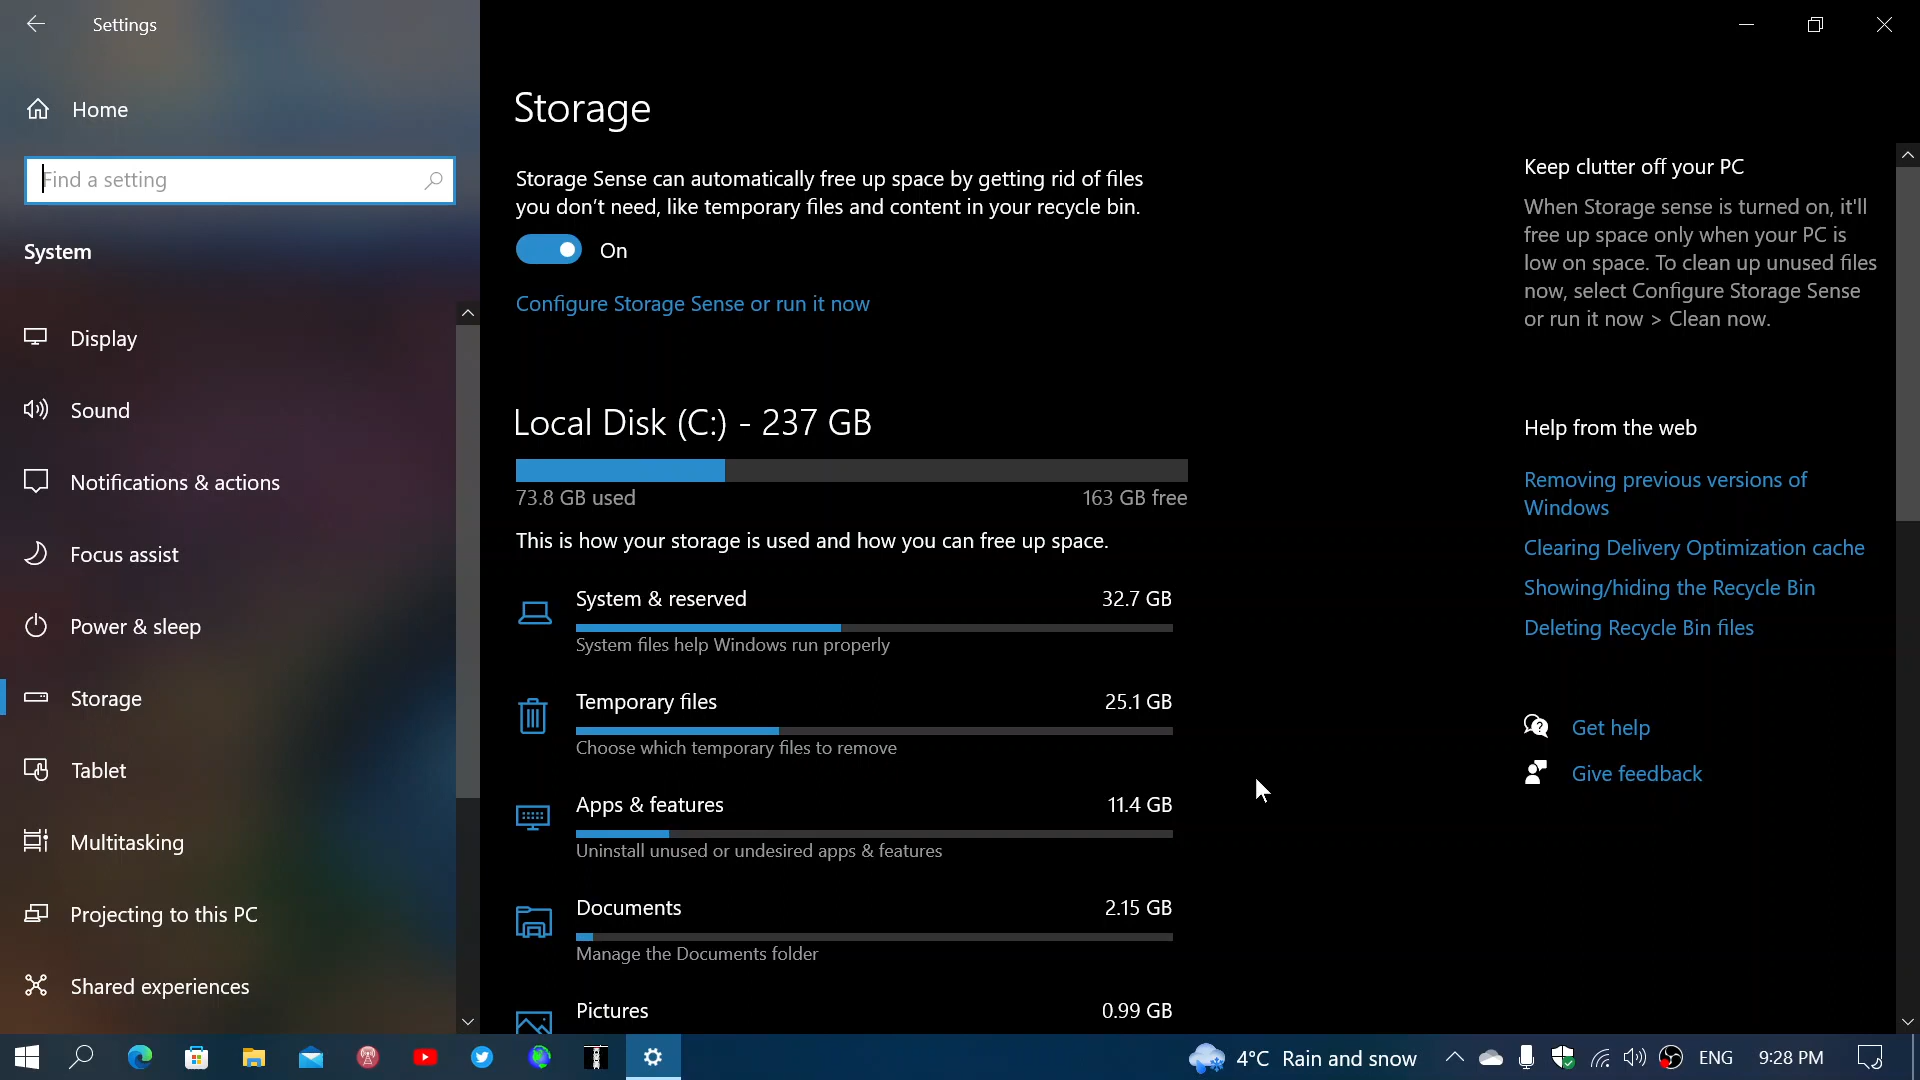 Settings
Home
Find a setting
System
Display
Sound
Notifications & actions
Focus assist
Power & sleep
Storage
Tablet
Multitasking
Projecting to this PC
Shared experiences
Storage
Storage Sense can automatically free up space by getting rid of files
you don’t need, like temporary files and content in your recycle bin.
On
Configure Storage Sense or run it now
Local Disk (C:) - 237 GB
73.8 GB used 163 GB free
This is how your storage is used and how you can free up space.
System & reserved 32.7 GB
System files help Windows run properly
Temporary files 25.1 GB
Choose which temporary files to remove
Apps & features 11.4 GB
Uninstall unused or undesired apps & features
Documents 2.15 GB
Manage the Documents folder
Pictures 0.99 GB
Keep clutter off your PC
When Storage sense is turned on, it'll
free up space only when your PC is
low on space. To clean up unused files
now, select Configure Storage Sense
or run it now > Clean now.
Help from the web
Removing previous versions of
Windows
Clearing Delivery Optimization cache
Showing/hiding the Recycle Bin
Deleting Recycle Bin files
Get help
Give feedback
4°C Rain and snow ENG 9:28 PM